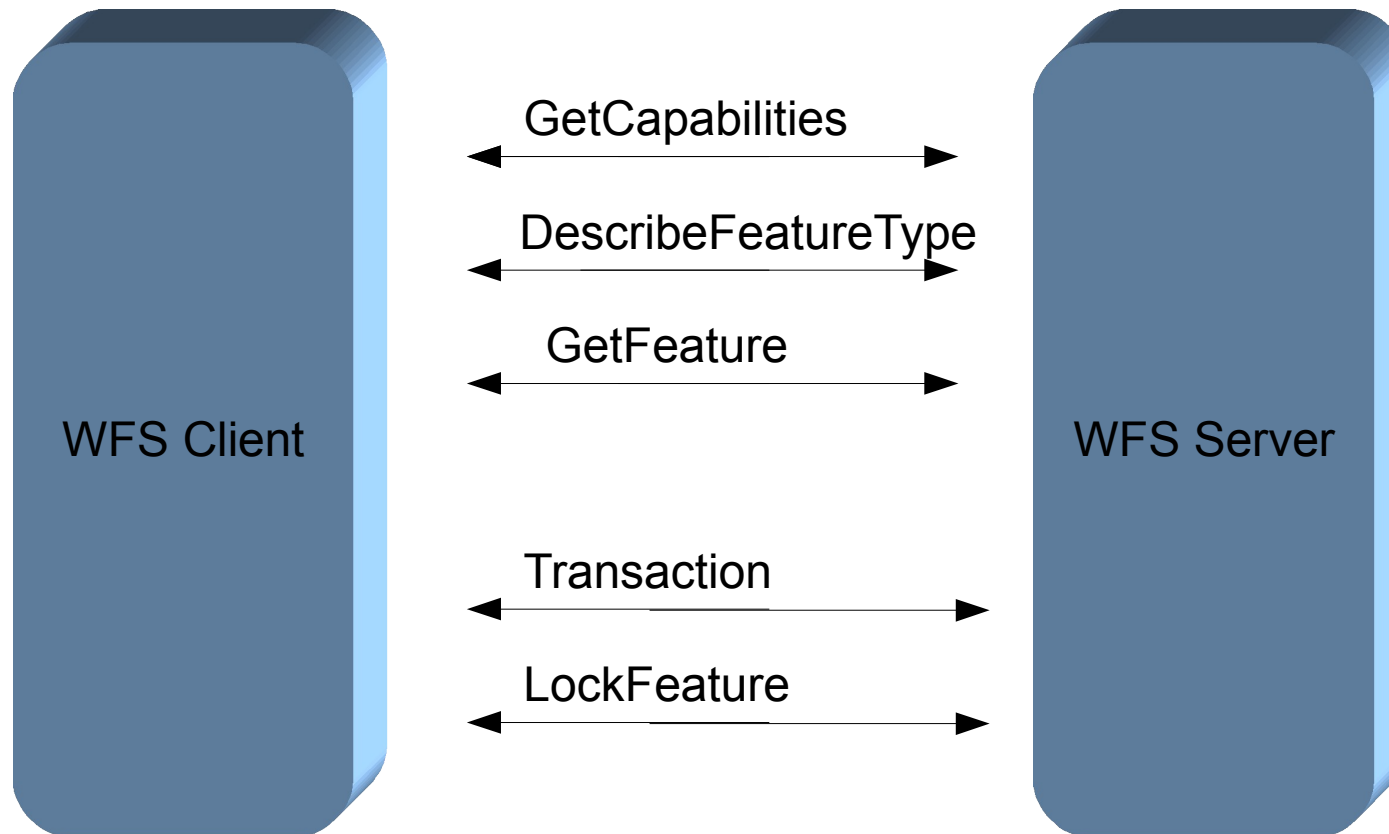 GetCapabilities
DescribeFeatureType
GetFeature
WFS Client
WFS Server
Transaction
LockFeature